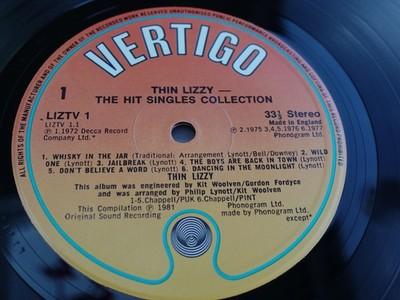 ALL RIGHTS OF THE MANUFACTURER AND OF THE OWNER OF THE RECORDED WORK RESERVED UNAUTHORISED PUBLIC PERFORMANCE BROADCASTING AND COPYING OF THIS RECORD PROHIBITED
VERTIGO
1
THIN LIZZY —
THE HIT SINGLES COLLECTION
LIZTV 1
LIZTV 1.1
℗ 1.1972 Decca Record
Company Ltd.*
33⅓ Stereo
Made in England
℗ 2.1975 3,4,5.1976 6.1977
Phonogram Ltd.
1. WHISKY IN THE JAR (Traditional: Arrangement Lynott/Bell/Downey) 2. WILD
ONE (Lynott) 3. JAILBREAK (Lynott) 4. THE BOYS ARE BACK IN TOWN (Lynott)
5. DON'T BELIEVE A WORD (Lynott) 6. DANCING IN THE MOONLIGHT (Lynott)
THIN LIZZY
This album was engineered by Kit Woolven/Gordon Fordyce
and was arranged by Philip Lynott/Kit Woolven
1-5.Chappell/PUK 6.Chappell/PINT
This Compilation ℗ 1981
Original Sound Recording
Phonogram Ltd.
made by Phonogram Ltd.
except*